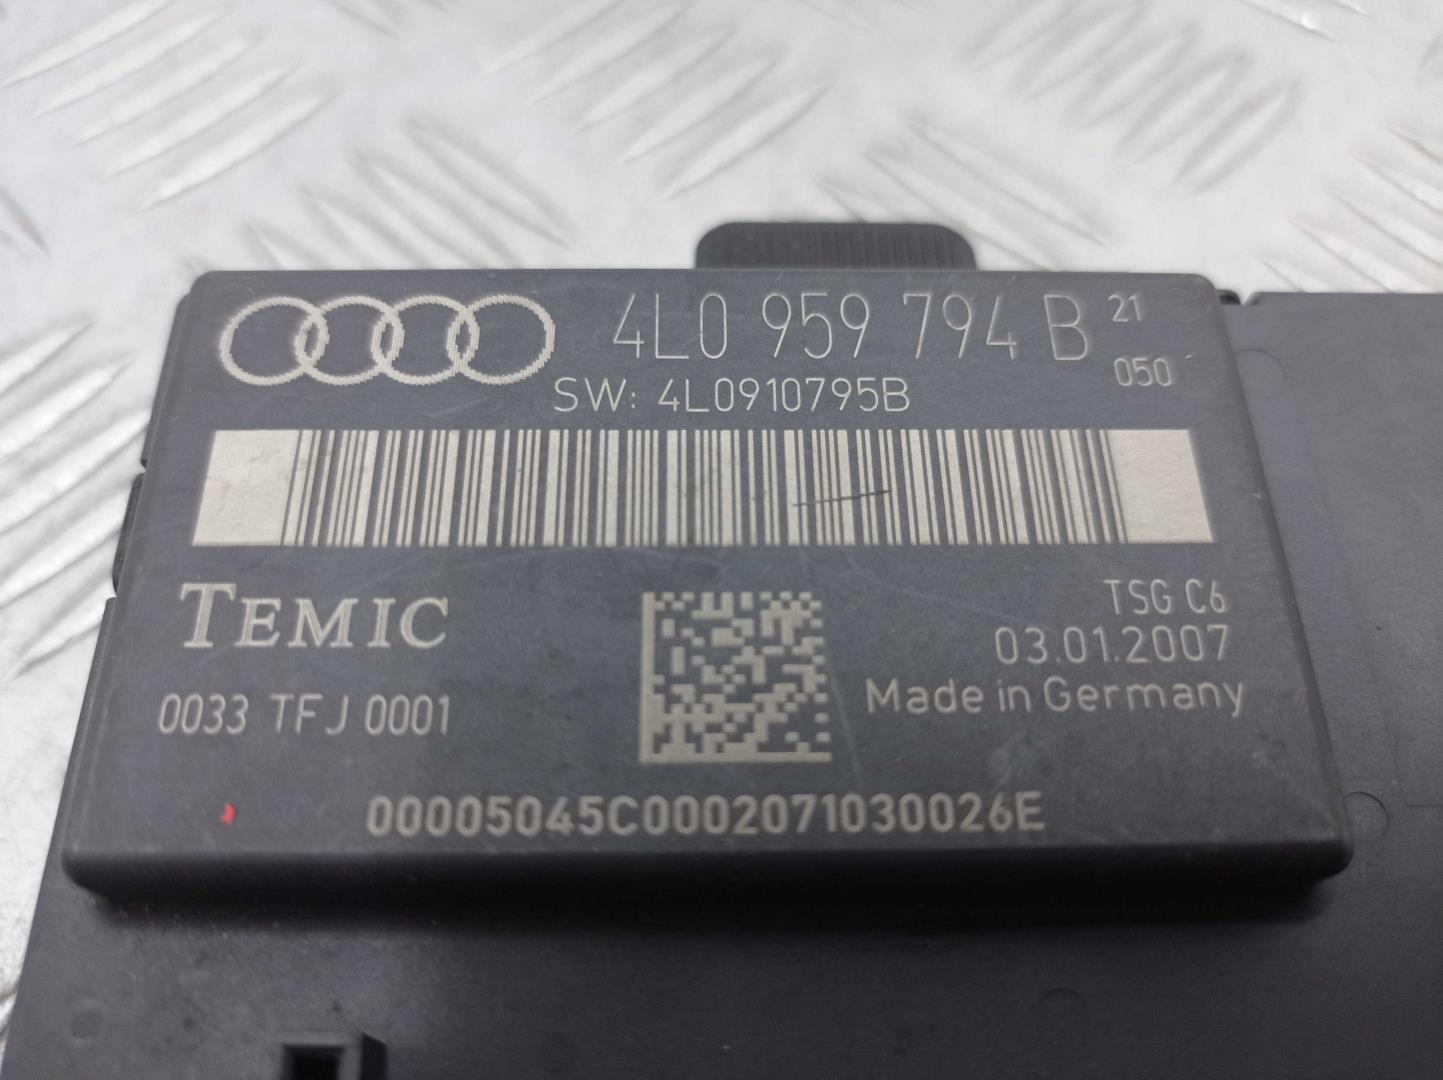 4L0 959 794 B 21
050
SW: 4L0910795B
TEMIC
TSG C6
03.01.2007
Made in Germany
0033 TFJ 0001
00005045C0002071030026E